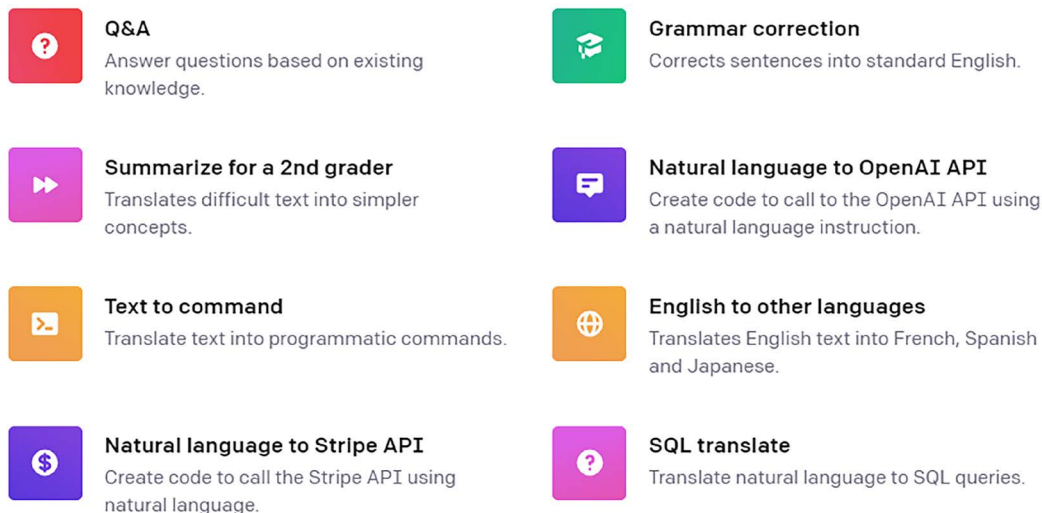 Q&A
Answer questions based on existing
knowledge.
Grammar correction
Corrects sentences into standard English.
Summarize for a 2nd grader
Translates difficult text into simpler
concepts.
Natural language to OpenAI API
Create code to call to the OpenAI API using
a natural language instruction.
Text to command
Translate text into programmatic commands.
English to other languages
Translates English text into French, Spanish
and Japanese.
Natural language to Stripe API
Create code to call the Stripe API using
natural language.
SQL translate
Translate natural language to SQL queries.